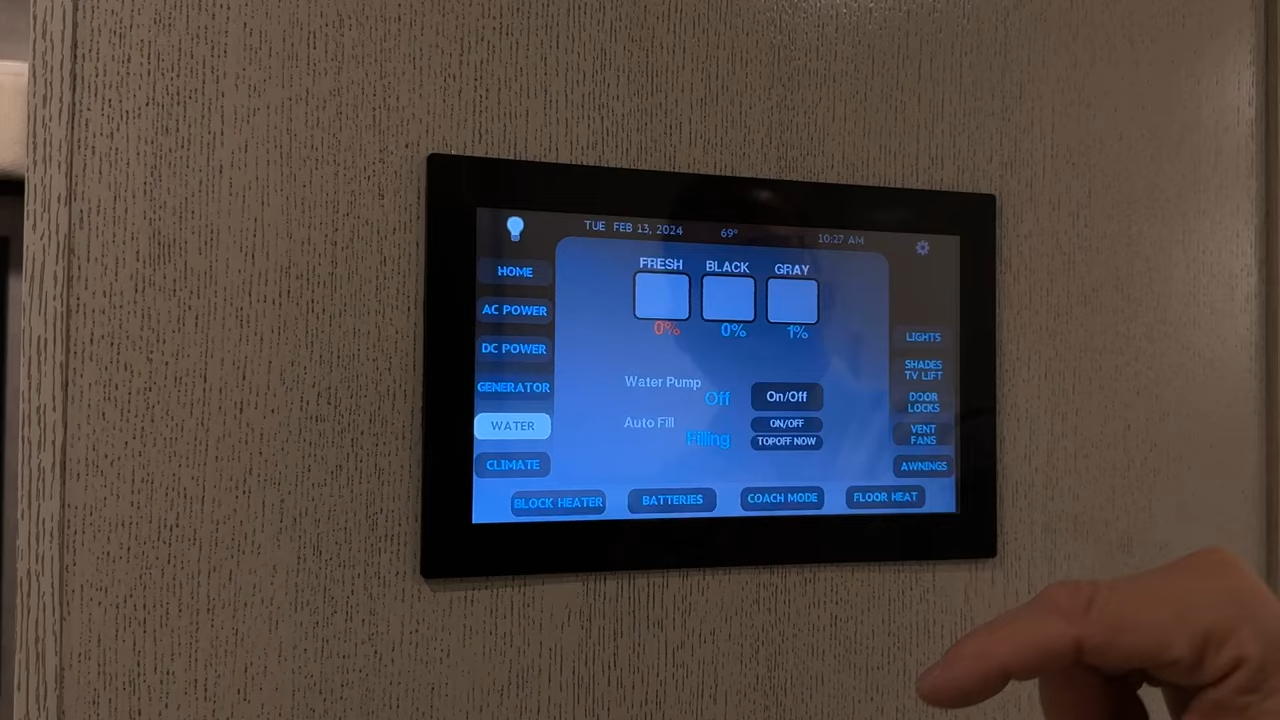 TUE FEB 13, 2024 69° 10:27 AM
HOME
AC POWER
DC POWER
GENERATOR
WATER
CLIMATE
FRESH BLACK GRAY
0% 0% 1%
Water Pump
Off
On/Off
Auto Fill
Filling
ON/OFF
TOPOFF NOW
LIGHTS
SHADES
TV LIFT
DOOR
LOCKS
VENT
FANS
AWNINGS
BLOCK HEATER BATTERIES COACH MODE FLOOR HEAT